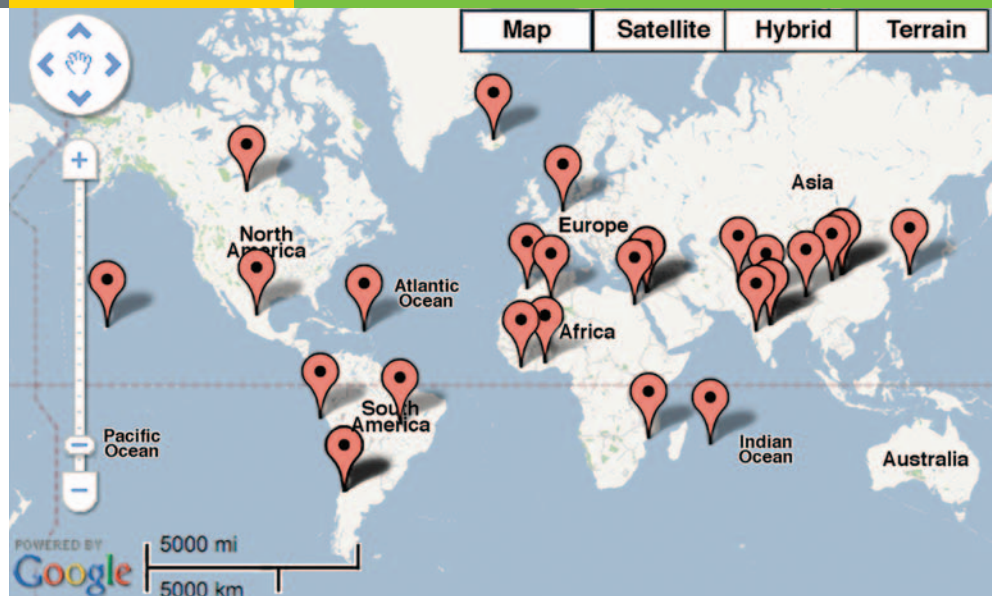 Map
Satellite
Hybrid
Terrain
Asia
Europe
North
America
Atlantic
Ocean
Africa
South
America
Pacific
Ocean
Indian
Ocean
Australia
POWERED BY
Google
5000 mi
5000 km